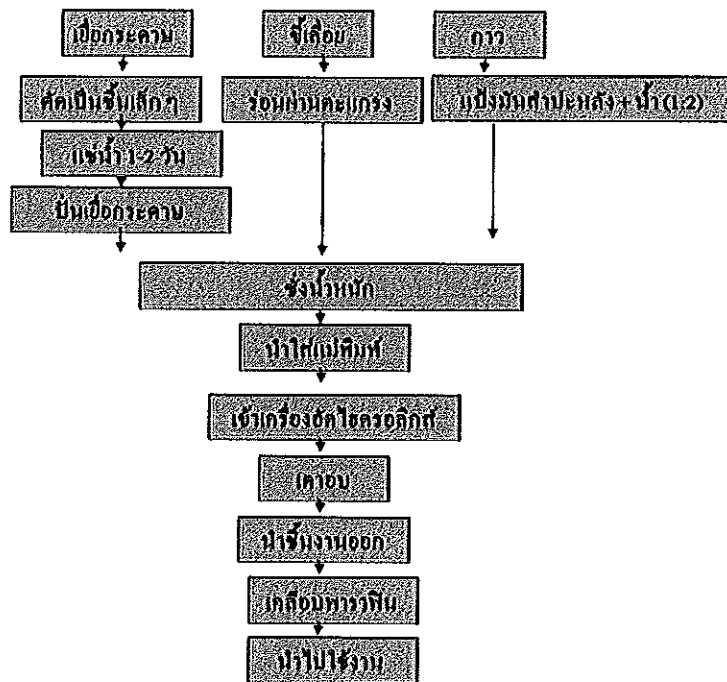 เยื่อกระดาษ
ขี้เลื่อย
กาว
ตัดเป็นชิ้นเล็กๆ
ร่อนผ่านตะแกรง
แป้งมันสำปะหลัง + น้ำ (1:2)
แช่น้ำ 1-2 วัน
ปั่นเยื่อกระดาษ
ชั่งน้ำหนัก
นำใส่แม่พิมพ์
เข้าเครื่องอัดไฮดรอลิกส์
เตาอบ
นำชิ้นงานออก
เคลือบพาราฟิน
นำไปใช้งาน